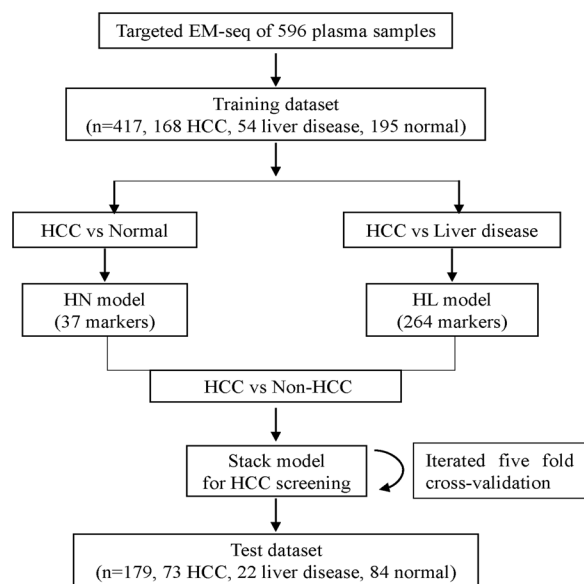 Targeted EM-seq of 596 plasma samples
Training dataset
(n=417, 168 HCC, 54 liver disease, 195 normal)
HCC vs Normal
HCC vs Liver disease
HN model
(37 markers)
HL model
(264 markers)
HCC vs Non-HCC
Stack model
for HCC screening
Iterated five fold
cross-validation
Test dataset
(n=179, 73 HCC, 22 liver disease, 84 normal)